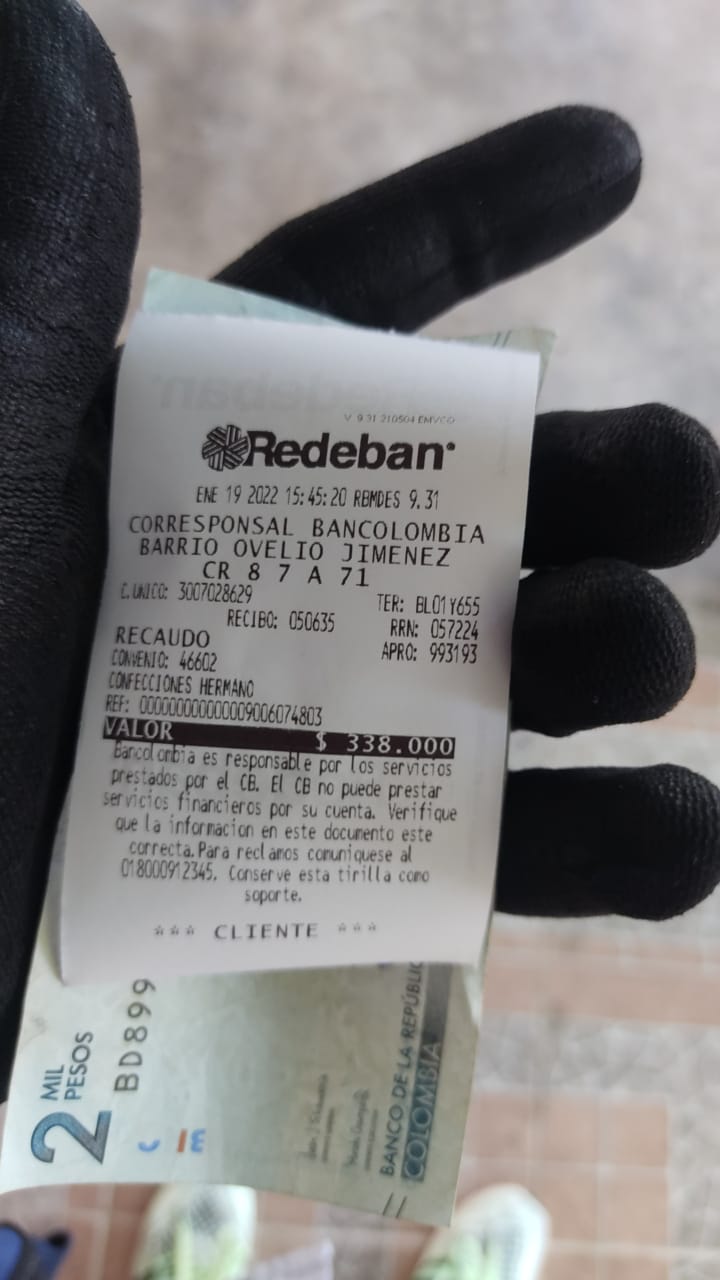 V 9.31 210504 EMVCO
Redeban
ENE 19 2022 15:45:20 RBMDES 9.31
CORRESPONSAL BANCOLOMBIA
BARRIO OVELIO JIMENEZ
CR 8 7 A 71
C.UNICO: 3007028629 TER: BL01Y655
RECIBO: 050635 RRN: 057224
RECAUDO APRO: 993193
CONVENIO: 46602
CONFECCIONES HERMANO
REF: 000000000000009006074803
VALOR $ 338.000
Bancolombia es responsable por los servicios
prestados por el CB. El CB no puede prestar
servicios financieros por su cuenta. Verifique
que la informacion en este documento este
correcta.Para reclamos comuniquese al
018000912345. Conserve esta tirilla como
soporte.
*** CLIENTE ***
2 MIL
PESOS
BD899
BANCO DE LA REPÚBLIC
COLOMBIA